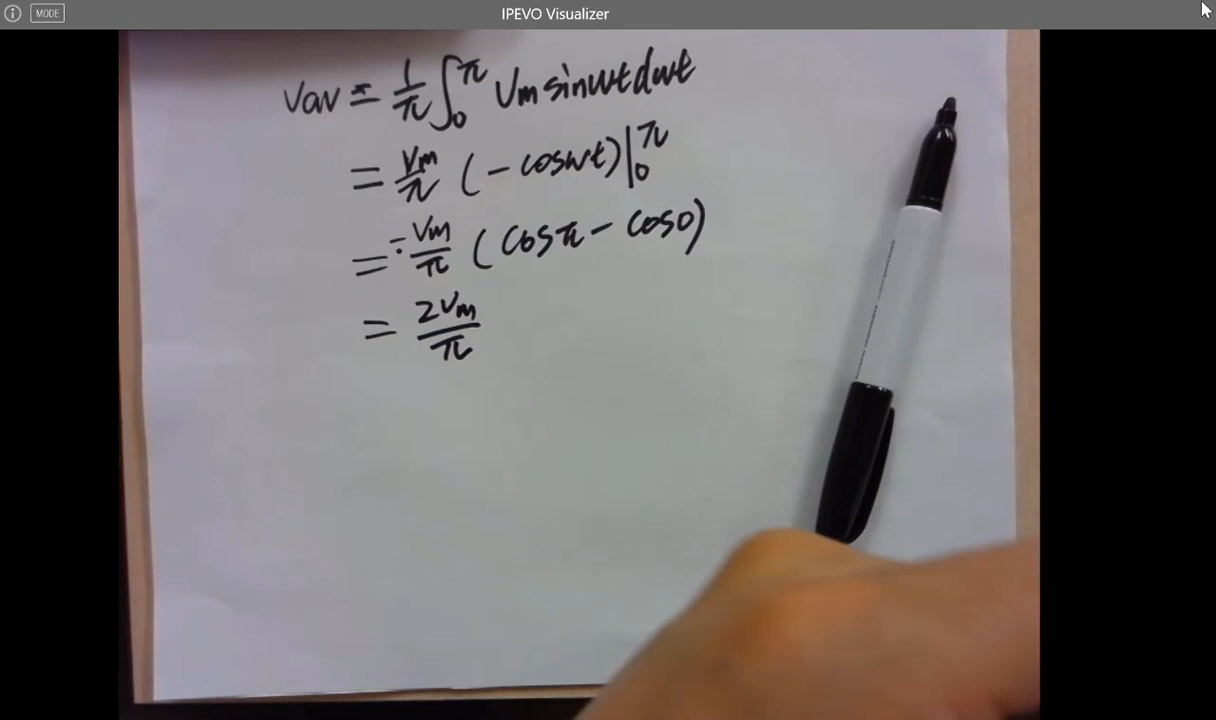 MODE
IPEVO Visualizer
Vav = 1/π ∫₀^π Vm sinωt dωt
= Vm/π (-cosωt)|₀^π
= -Vm/π (cosπ - cos0)
= 2Vm/π